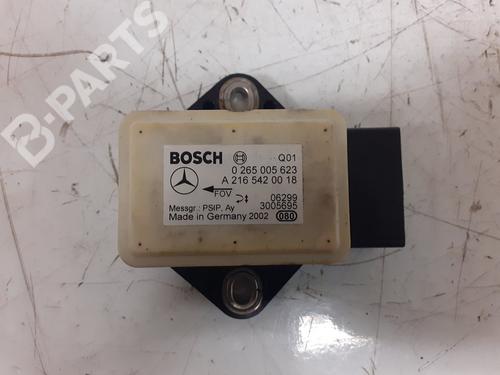 B-PARTS
BOSCH Q01
0 265 005 623
A 216 542 00 18
FOV
06299
Messgr.: PSIP, Ay 3005695
Made in Germany 2002 080